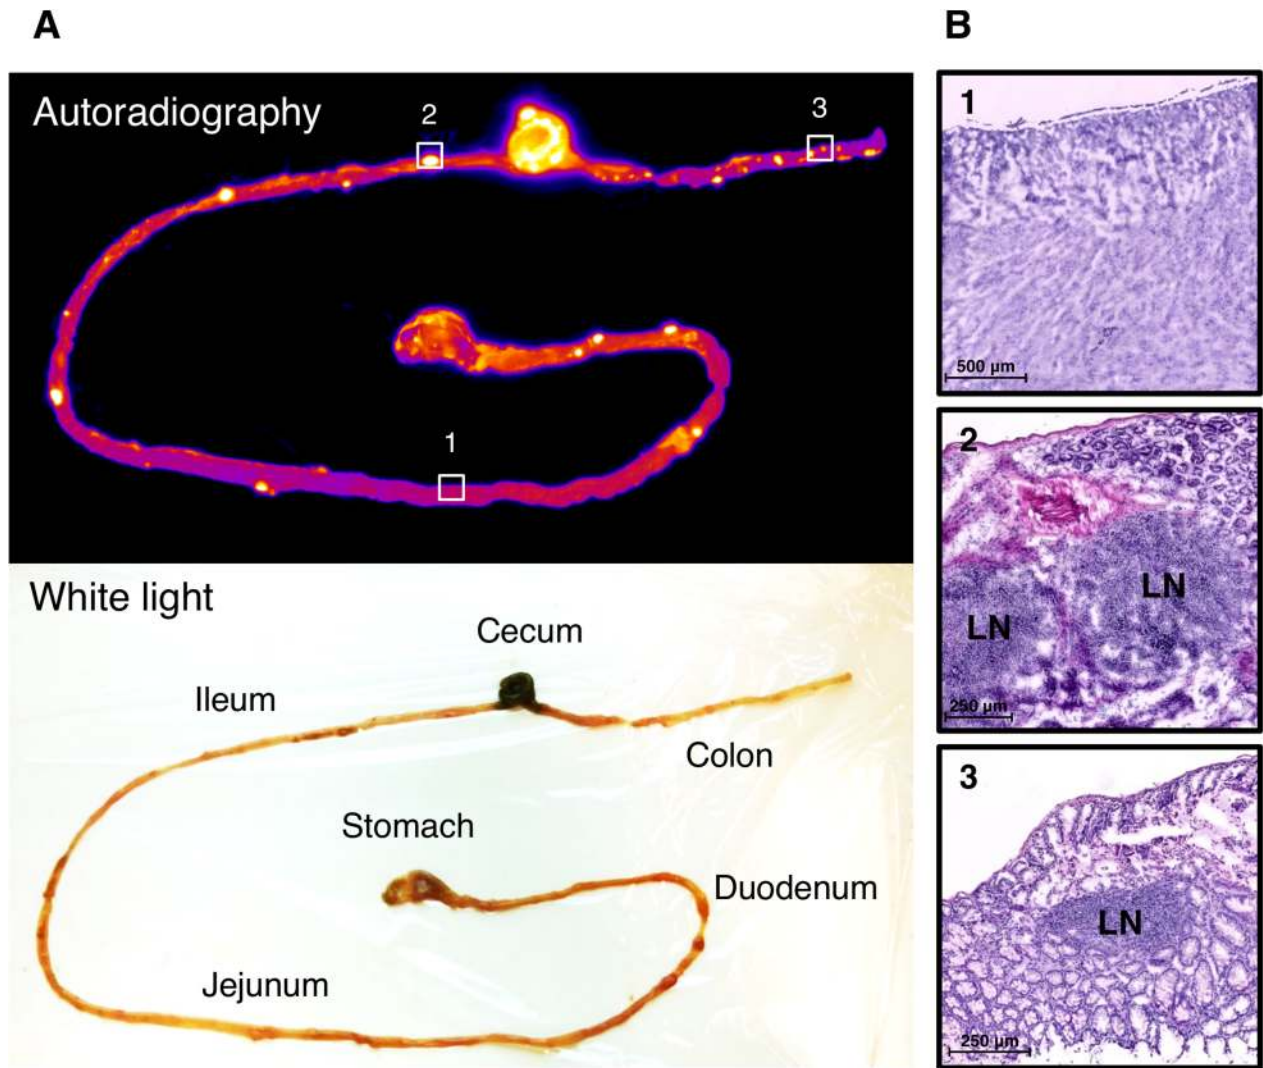 A
Autoradiography
2
3
1
White light
Cecum
Ileum
Colon
Stomach
Duodenum
Jejunum
B
1
500 µm
2
LN
LN
250 µm
3
LN
250 µm